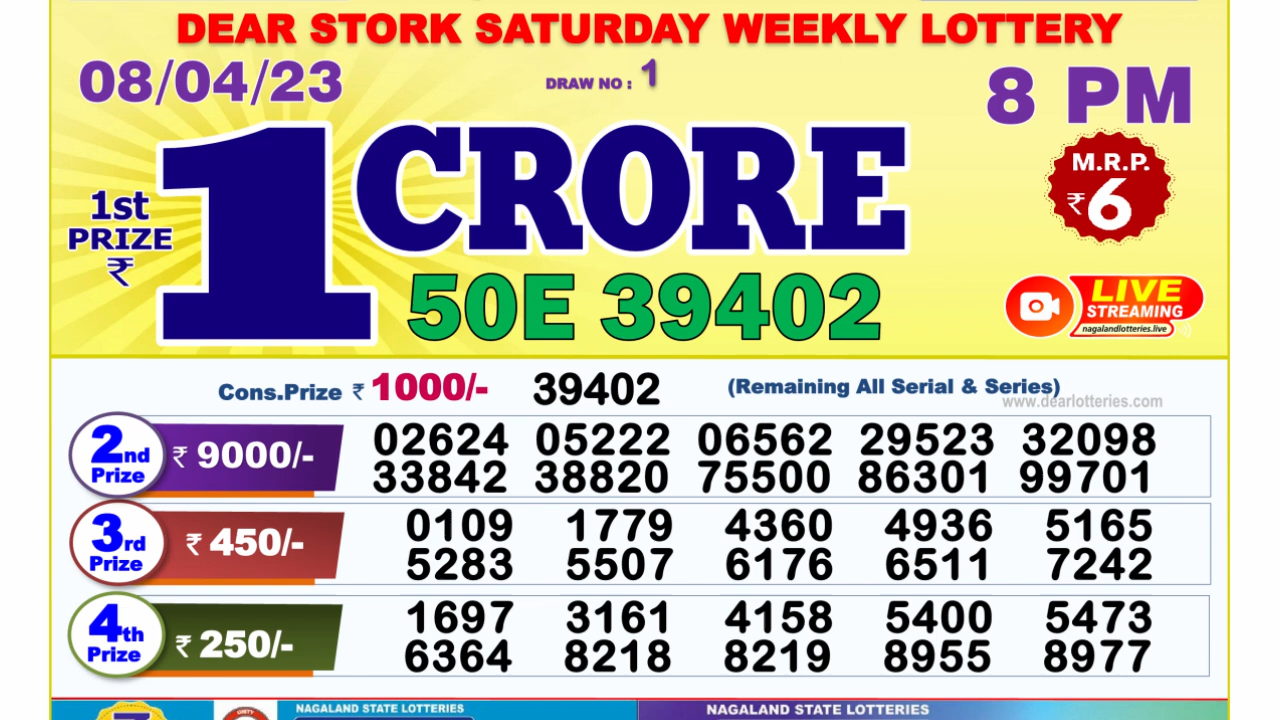 DEAR STORK SATURDAY WEEKLY LOTTERY
08/04/23
DRAW NO : 1
8 PM
1st PRIZE ₹
1 CRORE
M.R.P. ₹6
50E 39402
LIVE STREAMING
nagalandlotteries.live
Cons.Prize ₹ 1000/- 39402 (Remaining All Serial & Series)
www.dearlotteries.com
2nd Prize ₹ 9000/-
02624 05222 06562 29523 32098
33842 38820 75500 86301 99701
3rd Prize ₹ 450/-
0109 1779 4360 4936 5165
5283 5507 6176 6511 7242
4th Prize ₹ 250/-
1697 3161 4158 5400 5473
6364 8218 8219 8955 8977
NAGALAND STATE LOTTERIES
NAGALAND STATE LOTTERIES